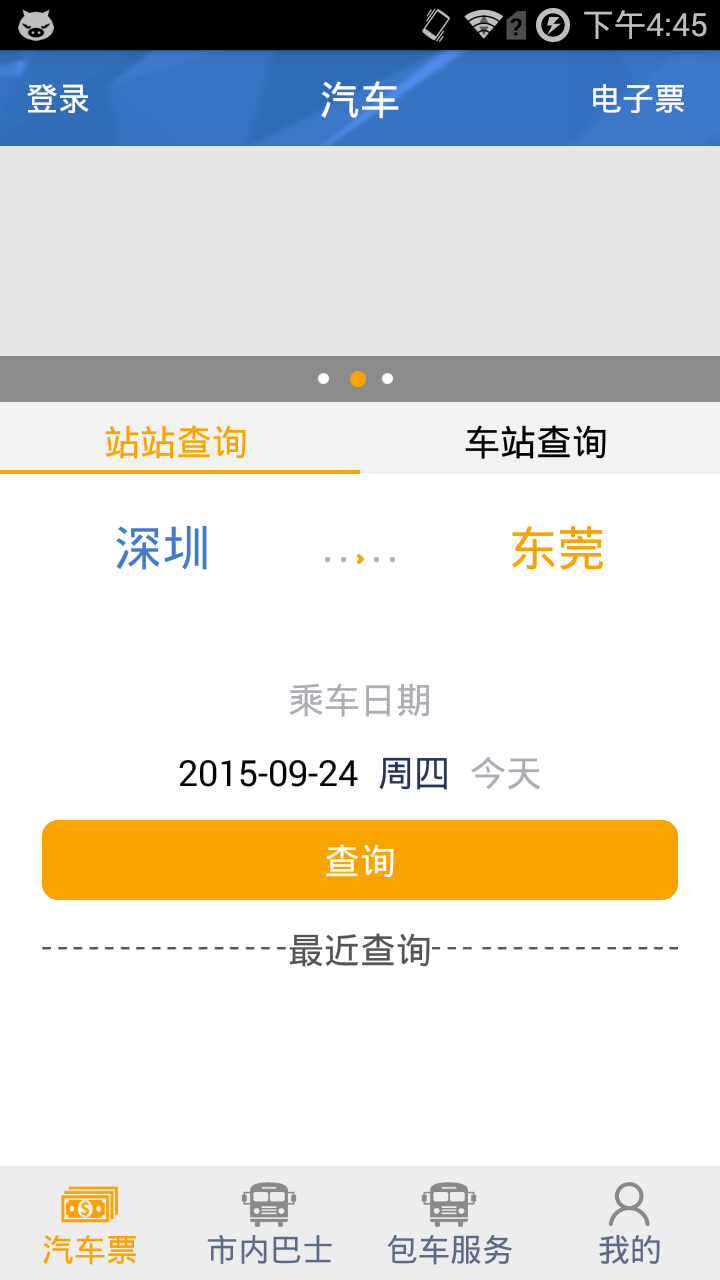 下午4:45
登录 汽车 电子票
站站查询 车站查询
深圳 东莞
乘车日期
2015-09-24 周四 今天
查询
最近查询
汽车票 市内巴士 包车服务 我的